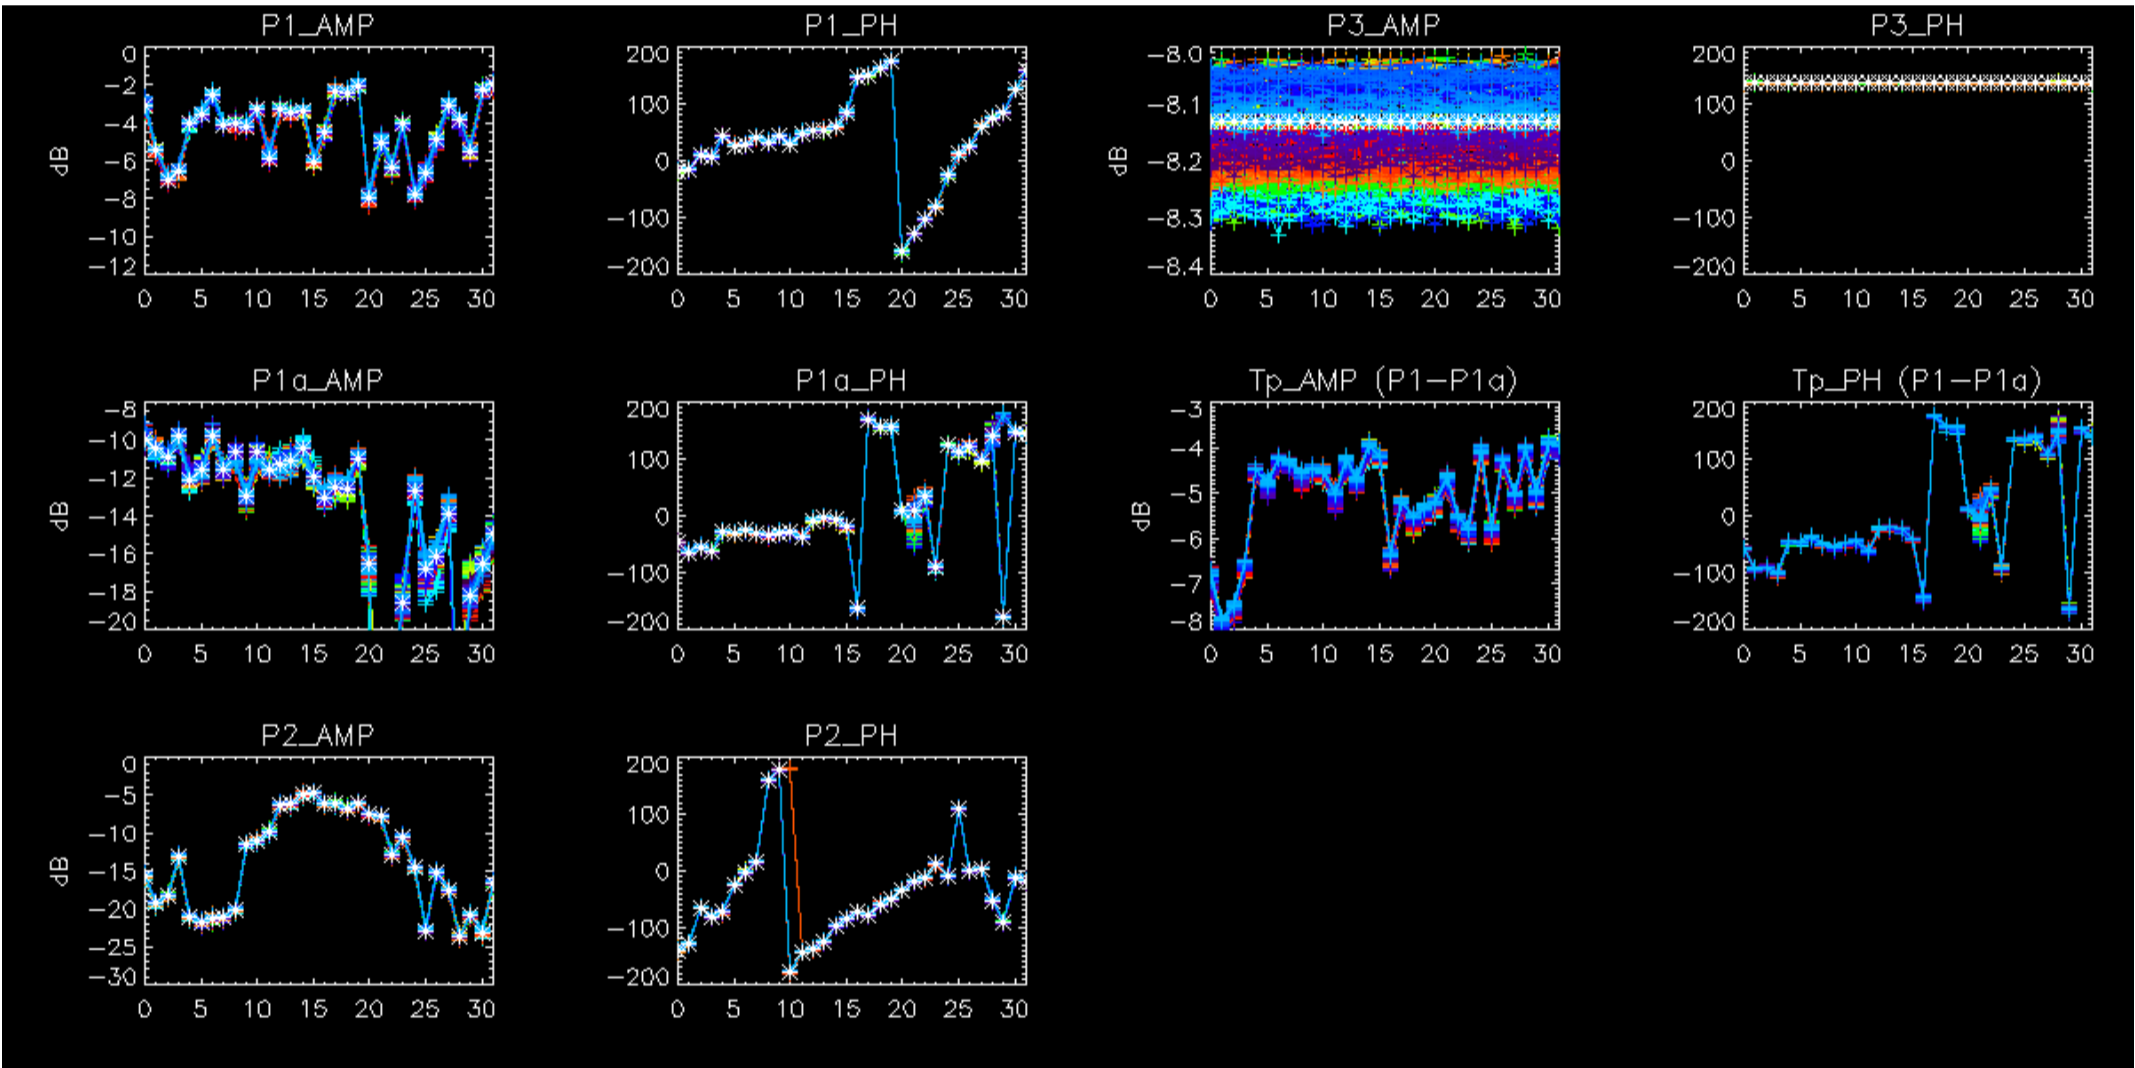 P1_AMP
P1_PH
P3_AMP
P3_PH
dB
0
-2
-4
-6
-8
-10
-12
0 5 10 15 20 25 30
200
100
0
-100
-200
0 5 10 15 20 25 30
dB
-8.0
-8.1
-8.2
-8.3
-8.4
0 5 10 15 20 25 30
200
100
0
-100
-200
0 5 10 15 20 25 30
P1a_AMP
P1a_PH
Tp_AMP (P1-P1a)
Tp_PH (P1-P1a)
dB
-8
-10
-12
-14
-16
-18
-20
0 5 10 15 20 25 30
200
100
0
-100
-200
0 5 10 15 20 25 30
dB
-3
-4
-5
-6
-7
-8
0 5 10 15 20 25 30
200
100
0
-100
-200
0 5 10 15 20 25 30
P2_AMP
P2_PH
dB
0
-5
-10
-15
-20
-25
-30
0 5 10 15 20 25 30
200
100
0
-100
-200
0 5 10 15 20 25 30